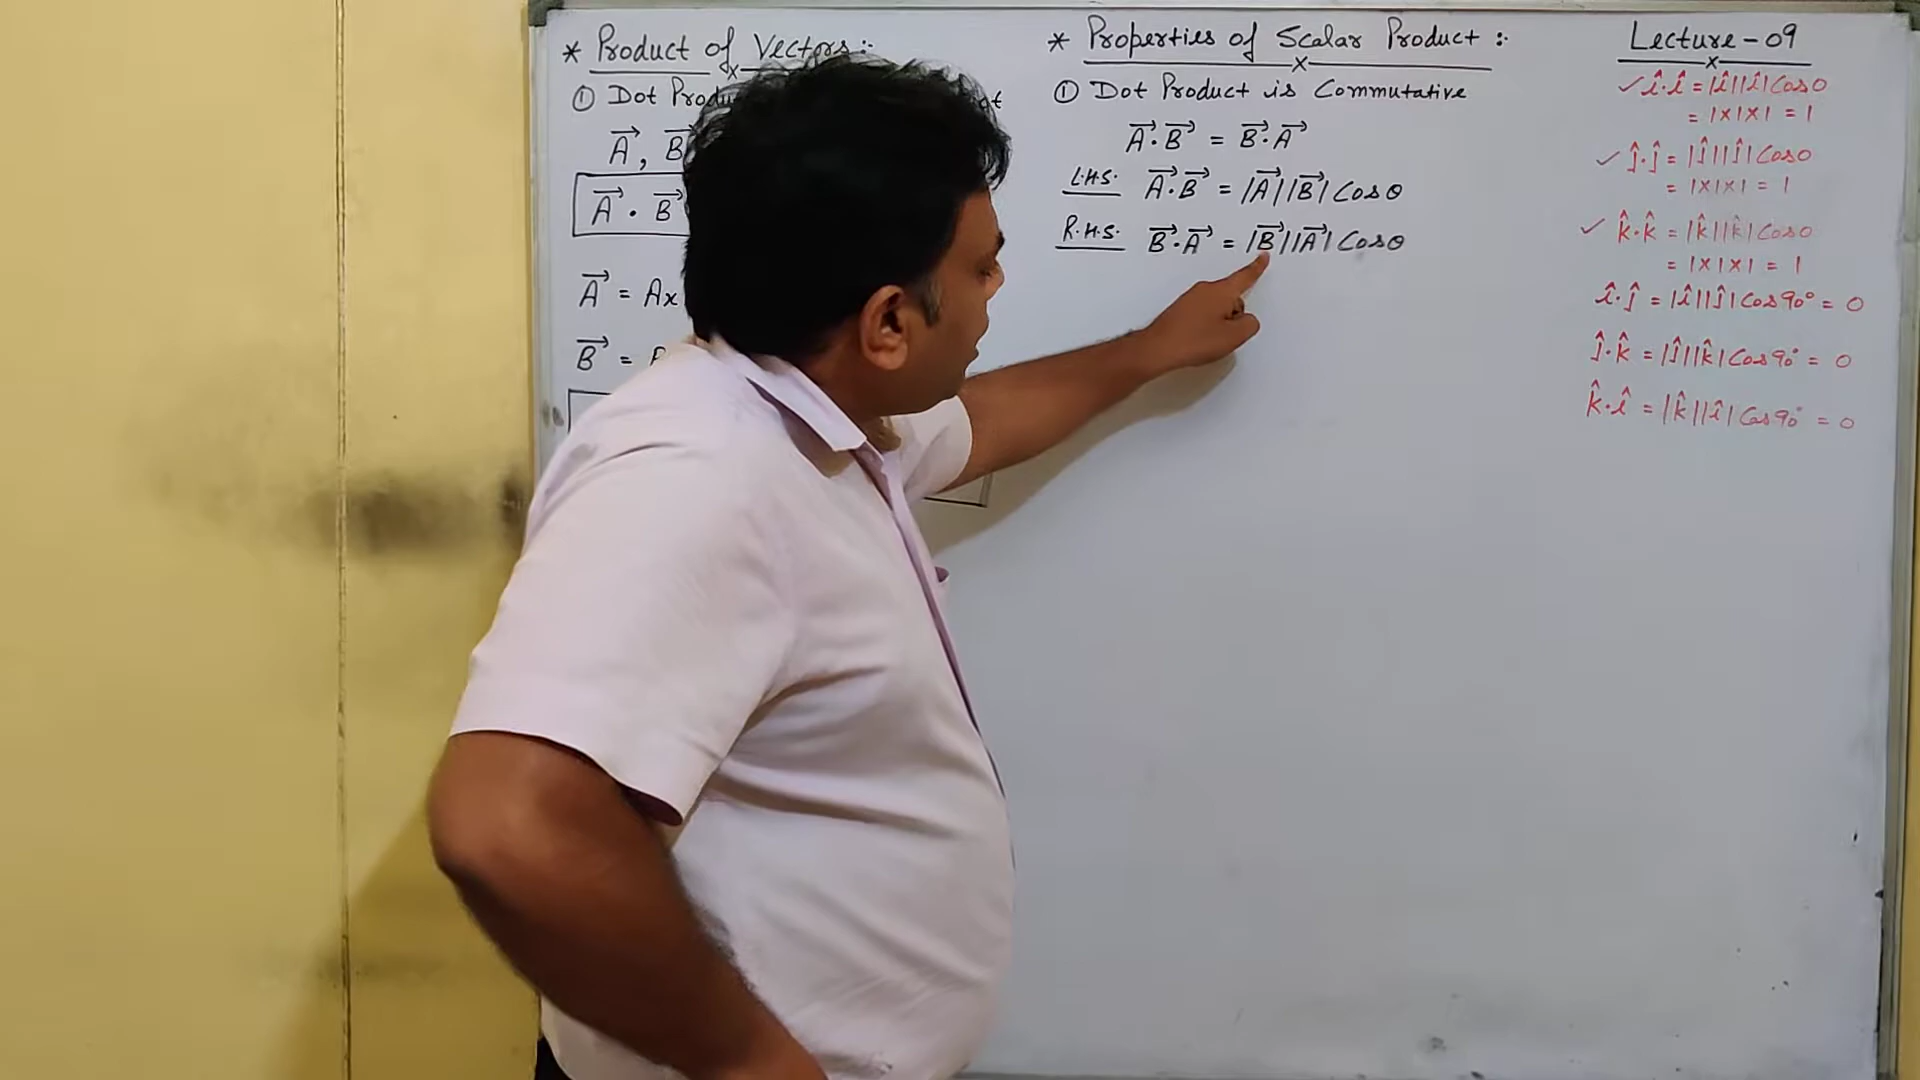 * Product of Vectors:-
① Dot
A⃗, B⃗
A⃗ . B⃗
A⃗ = Ax
B⃗ =
* Properties of Scalar Product :-
① Dot Product is Commutative
A⃗.B⃗ = B⃗.A⃗
L.H.S. A⃗.B⃗ = |A⃗||B⃗| Cosθ
R.H.S. B⃗.A⃗ = |B⃗||A⃗| Cosθ
Lecture-09
✓ î.î = |î||î| Cos0
= 1×1×1 = 1
✓ ĵ.ĵ = |ĵ||ĵ| Cos0
= 1×1×1 = 1
✓ k̂.k̂ = |k̂||k̂| Cos0
= 1×1×1 = 1
î.ĵ = |î||ĵ| Cos90° = 0
ĵ.k̂ = |ĵ||k̂| Cos90° = 0
k̂.î = |k̂||î| Cos90° = 0